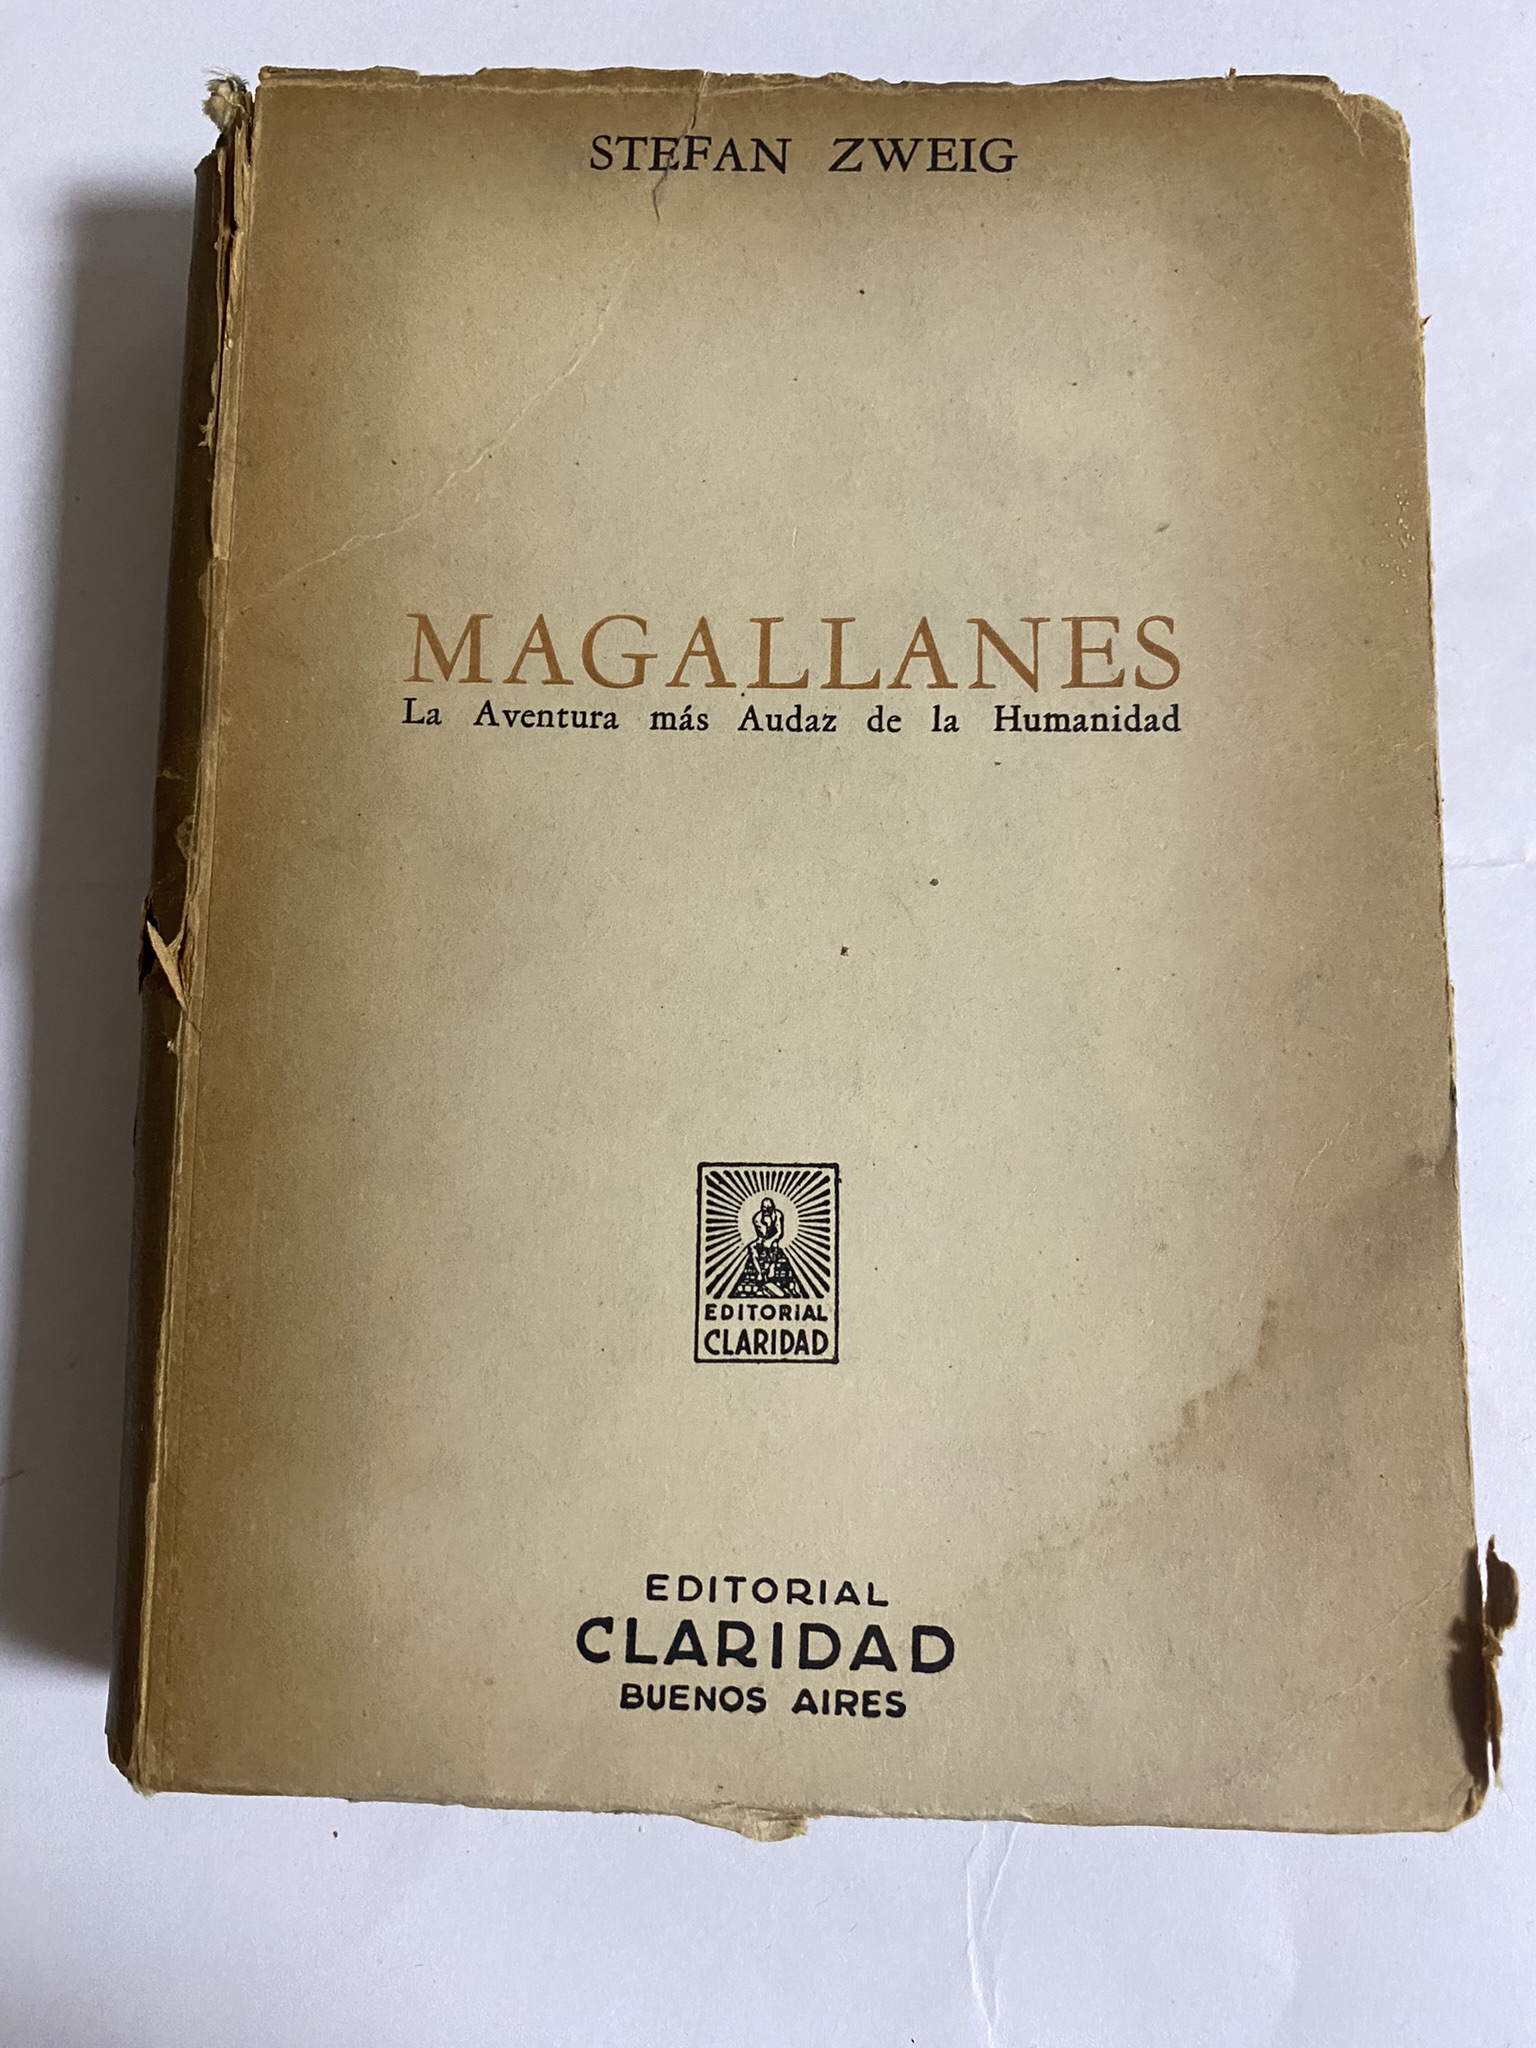 STEFAN ZWEIG
MAGALLANES
La Aventura más Audaz de la Humanidad
EDITORIAL
CLARIDAD
EDITORIAL
CLARIDAD
BUENOS AIRES